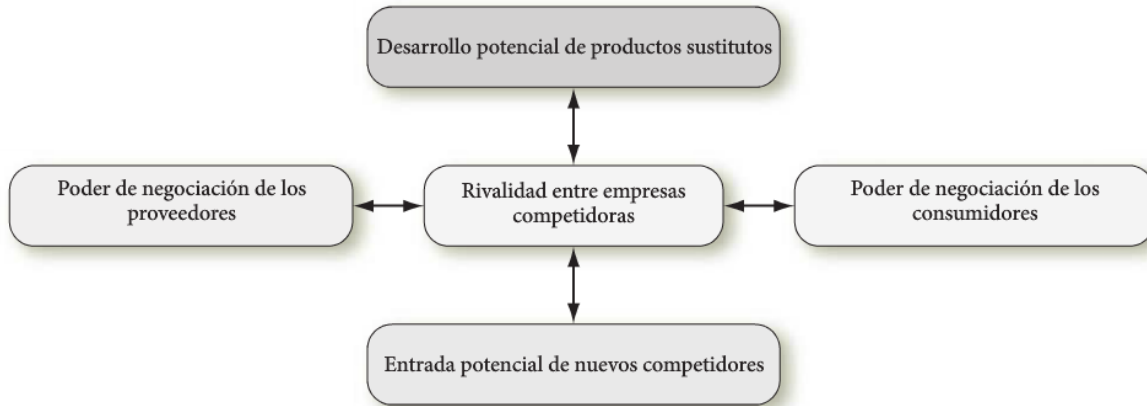 Desarrollo potencial de productos sustitutos
Poder de negociación de los
proveedores
Rivalidad entre empresas
competidoras
Poder de negociación de los
consumidores
Entrada potencial de nuevos competidores